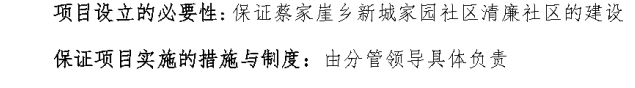 项目设立的必要性：保证蔡家崖乡新城家园社区清廉社区的建设
保证项目实施的措施与制度：由分管领导具体负责